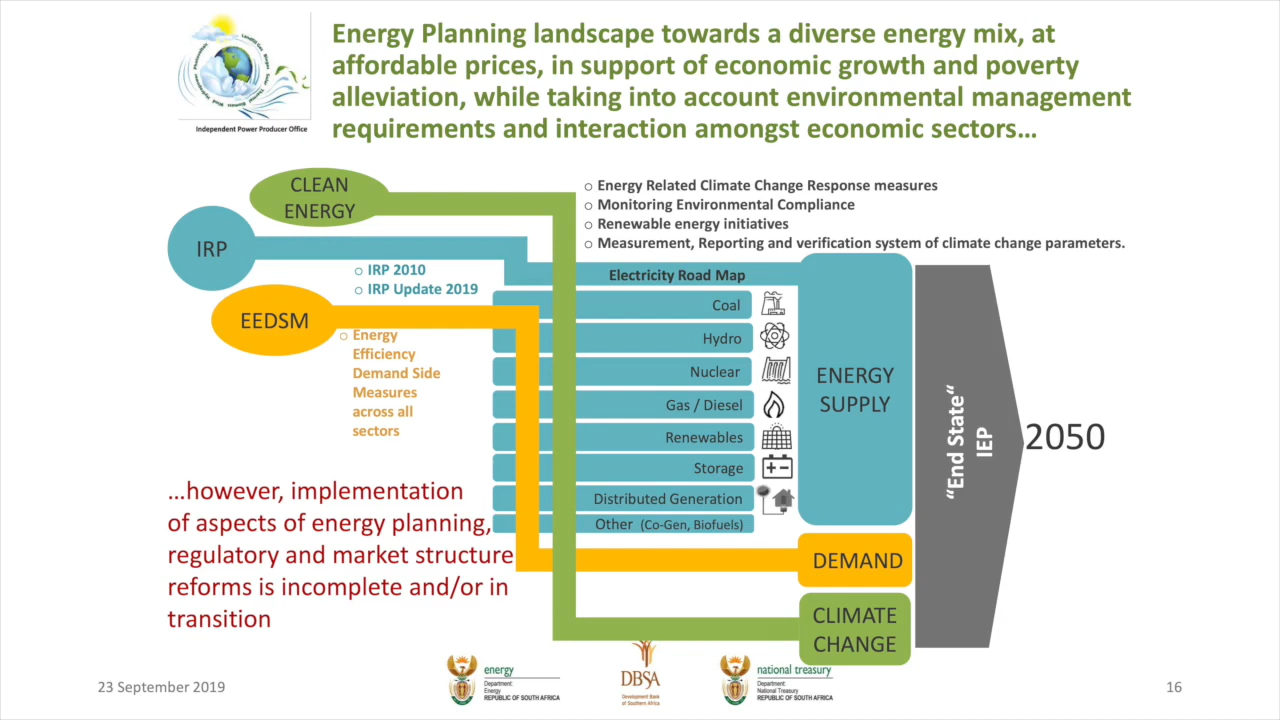 Energy Planning landscape towards a diverse energy mix, at
affordable prices, in support of economic growth and poverty
alleviation, while taking into account environmental management
requirements and interaction amongst economic sectors…
Independent Power Producer Office
CLEAN
ENERGY
○ Energy Related Climate Change Response measures
○ Monitoring Environmental Compliance
○ Renewable energy initiatives
○ Measurement, Reporting and verification system of climate change parameters.
IRP
○ IRP 2010
○ IRP Update 2019
EEDSM
○ Energy
Efficiency
Demand Side
Measures
across all
sectors
Electricity Road Map
Coal
Hydro
Nuclear
Gas / Diesel
Renewables
Storage
Distributed Generation
Other (Co-Gen, Biofuels)
ENERGY
SUPPLY
DEMAND
CLIMATE
CHANGE
“End State“
IEP
2050
…however, implementation
of aspects of energy planning,
regulatory and market structure
reforms is incomplete and/or in
transition
energy
Department:
Energy
REPUBLIC OF SOUTH AFRICA
DBSA
Development Bank
of Southern Africa
national treasury
Department:
National Treasury
REPUBLIC OF SOUTH AFRICA
23 September 2019
16